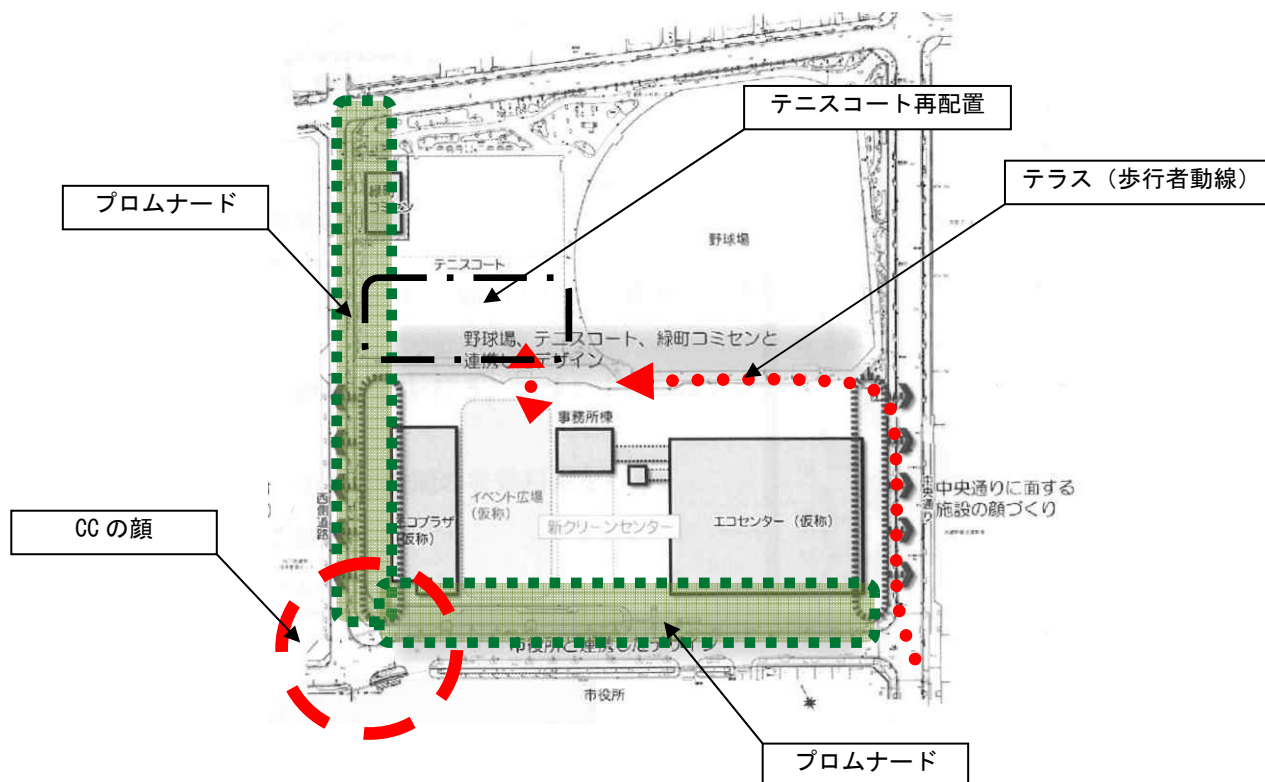 テニスコート再配置
テラス（歩行者動線）
プロムナード
野球場
テニスコート
野球場、テニスコート、緑町コミセンと
連携し
デザイン
事務所棟
中央通り
中央通りに面する
施設の顔づくり
西側道路
イベント広場
（仮称）
コプラザ
仮称）
新クリーンセンター
エコセンター（仮称）
CCの顔
市役所と連携したデザイン
市役所
プロムナード